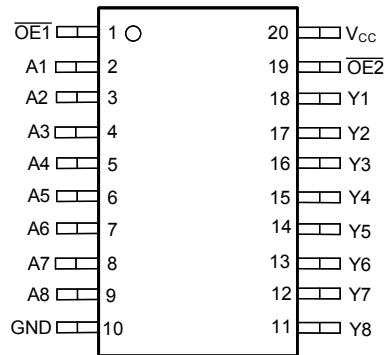 O̅E̅1̅ 1 20 VCC
A1 2 19 O̅E̅2̅
A2 3 18 Y1
A3 4 17 Y2
A4 5 16 Y3
A5 6 15 Y4
A6 7 14 Y5
A7 8 13 Y6
A8 9 12 Y7
GND 10 11 Y8